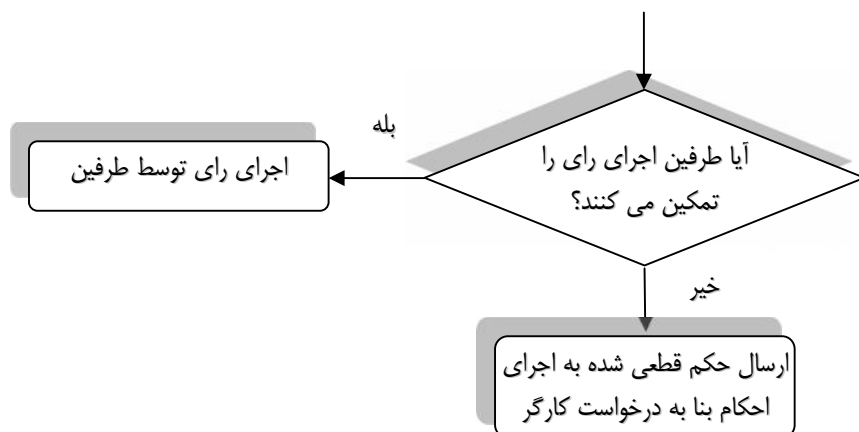 آیا طرفین اجرای رای را
تمکین می کنند؟
بله
اجرای رای توسط طرفین
خیر
ارسال حکم قطعی شده به اجرای
احکام بنا به درخواست کارگر